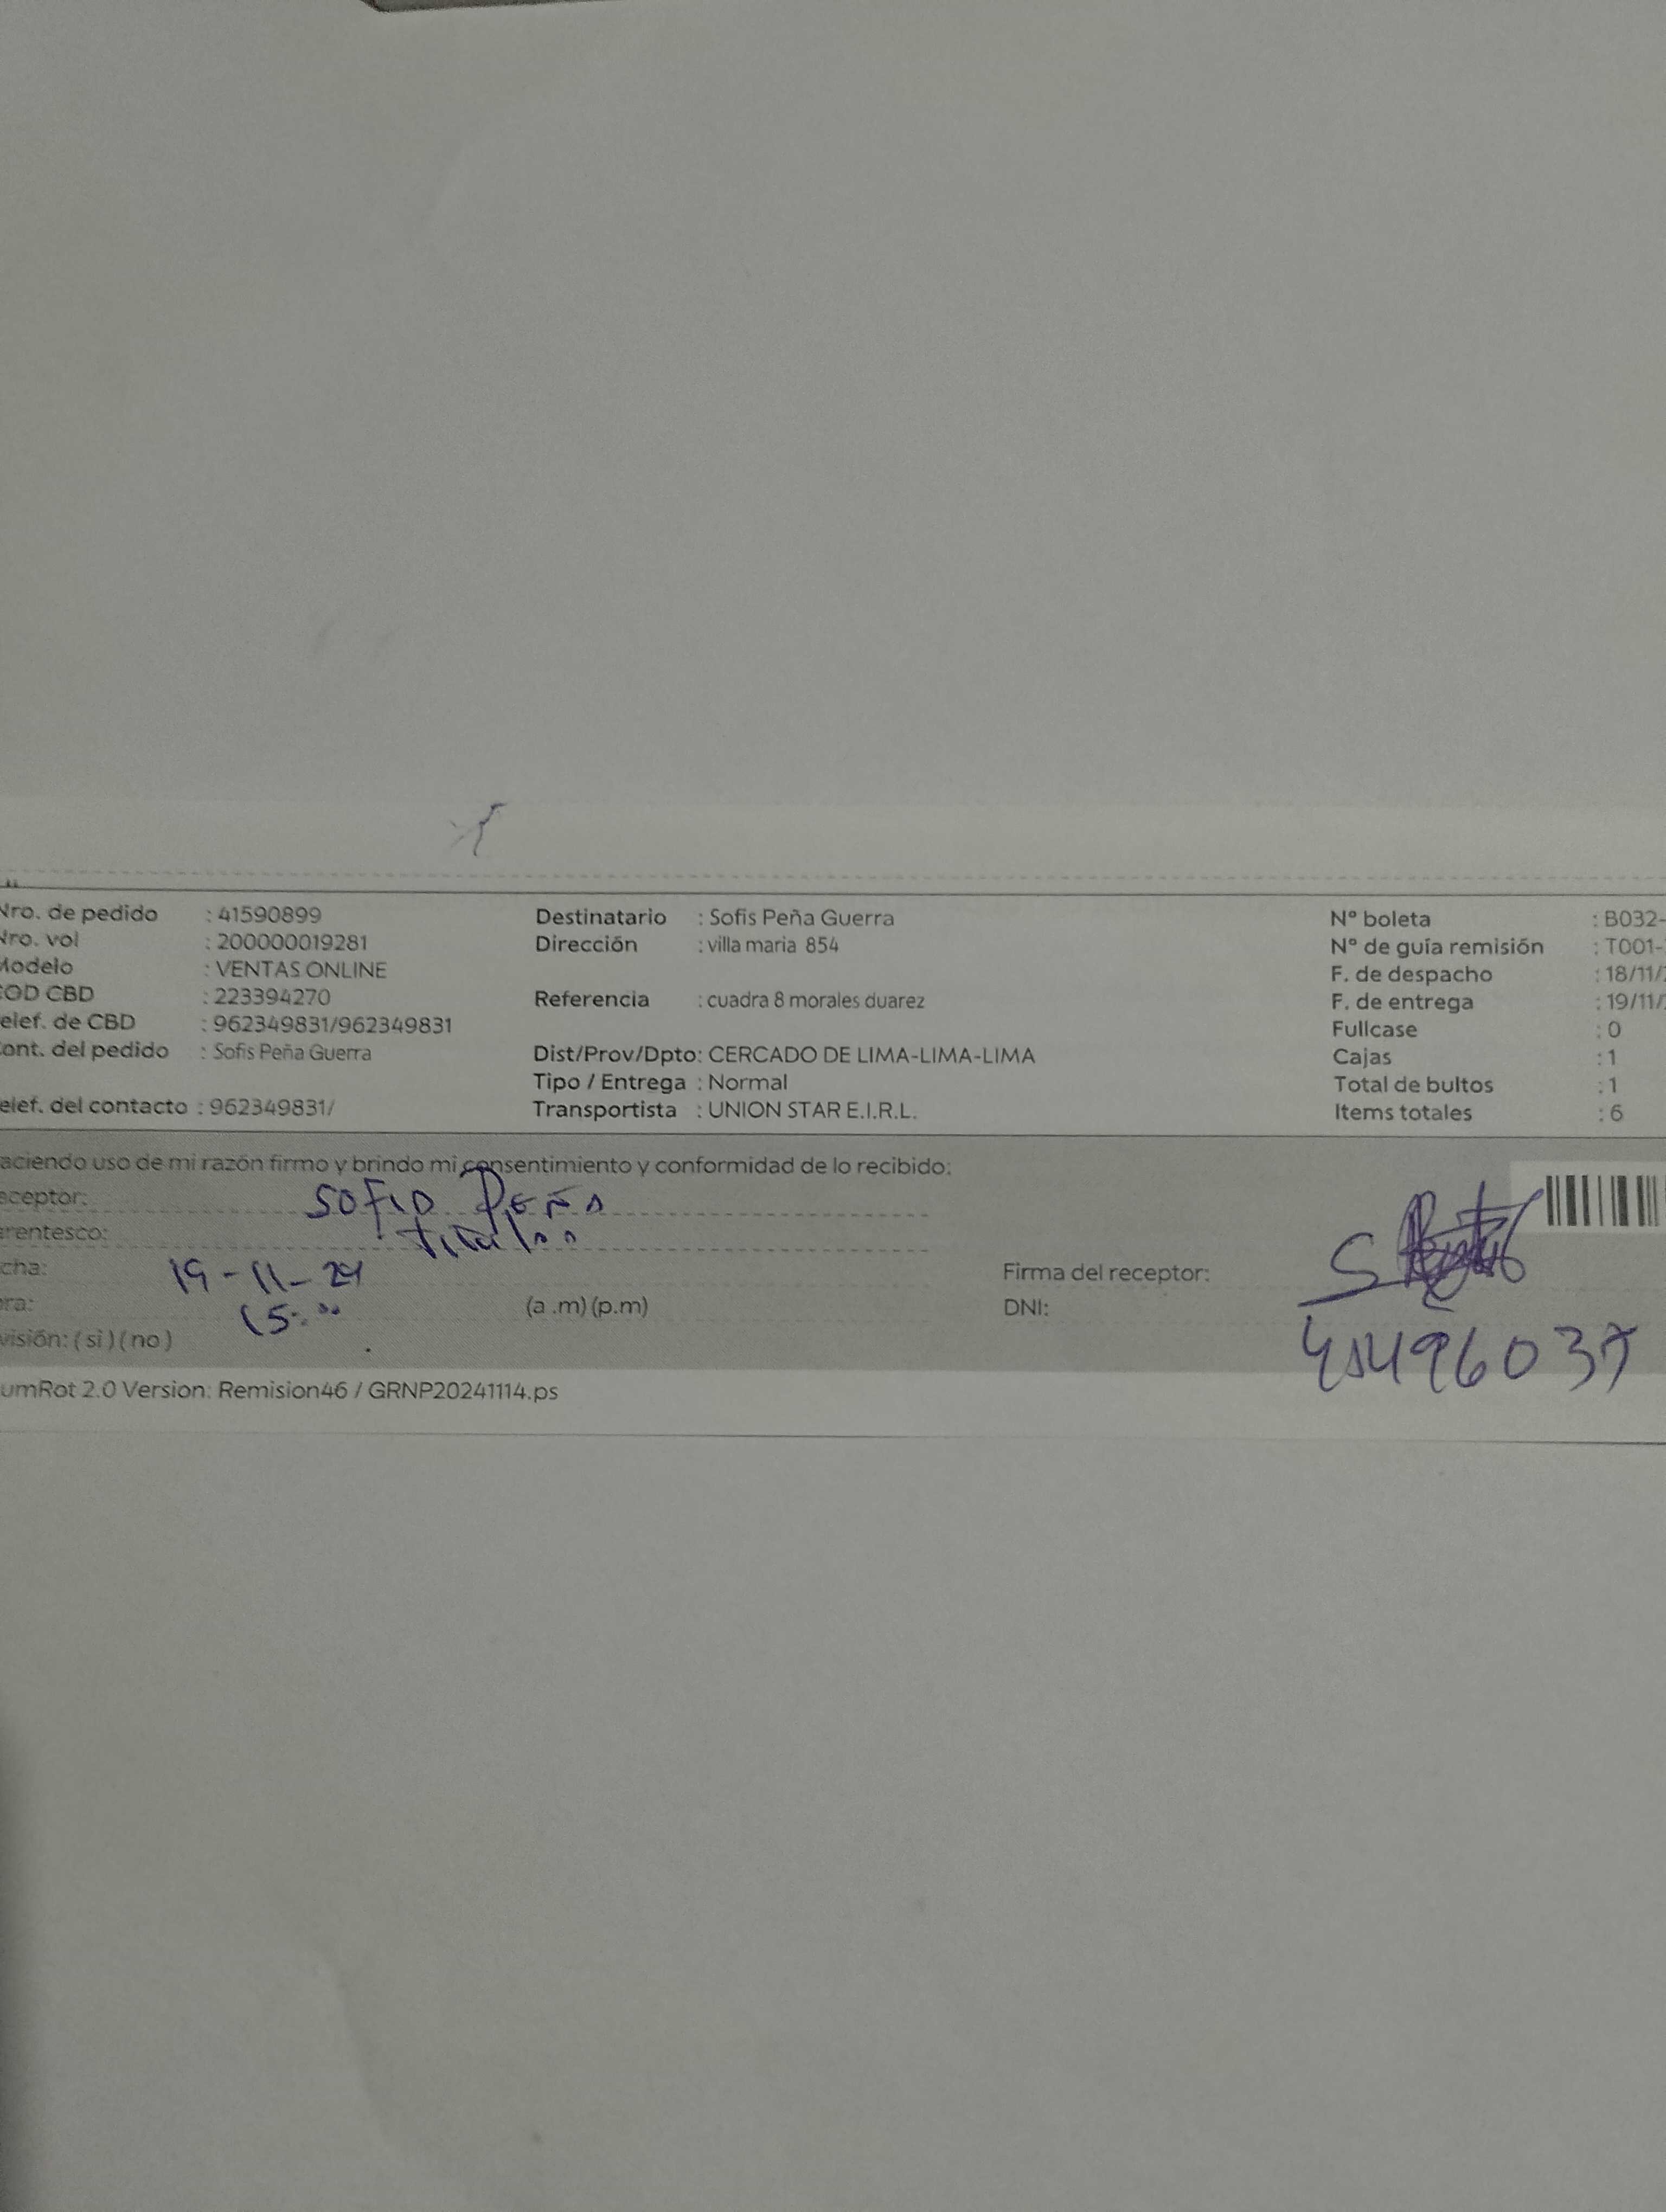 Nro. de pedido : 41590899 Destinatario : Sofis Peña Guerra Nº boleta : B032-
Nro. vol : 200000019281 Dirección : villa maria 854 Nº de guía remisión : T001-
Modelo : VENTAS ONLINE F. de despacho : 18/11/
COD CBD : 223394270 Referencia : cuadra 8 morales duarez F. de entrega : 19/11/
elef. de CBD : 962349831/962349831 Fullcase : 0
ont. del pedido : Sofis Peña Guerra Dist/Prov/Dpto: CERCADO DE LIMA-LIMA-LIMA Cajas : 1
Tipo / Entrega : Normal Total de bultos : 1
elef. del contacto : 962349831/ Transportista : UNION STAR E.I.R.L. Items totales : 6
aciendo uso de mi razón firmo y brindo mi consentimiento y conformidad de lo recibido:
eceptor: SOFIA PEÑA
arentesco:
cha: 19-11-24 Firma del receptor:
ora: 15:00 (a .m) (p.m) DNI:
visión: ( sì ) ( no )
umRot 2.0 Version: Remision46 / GRNP20241114.ps